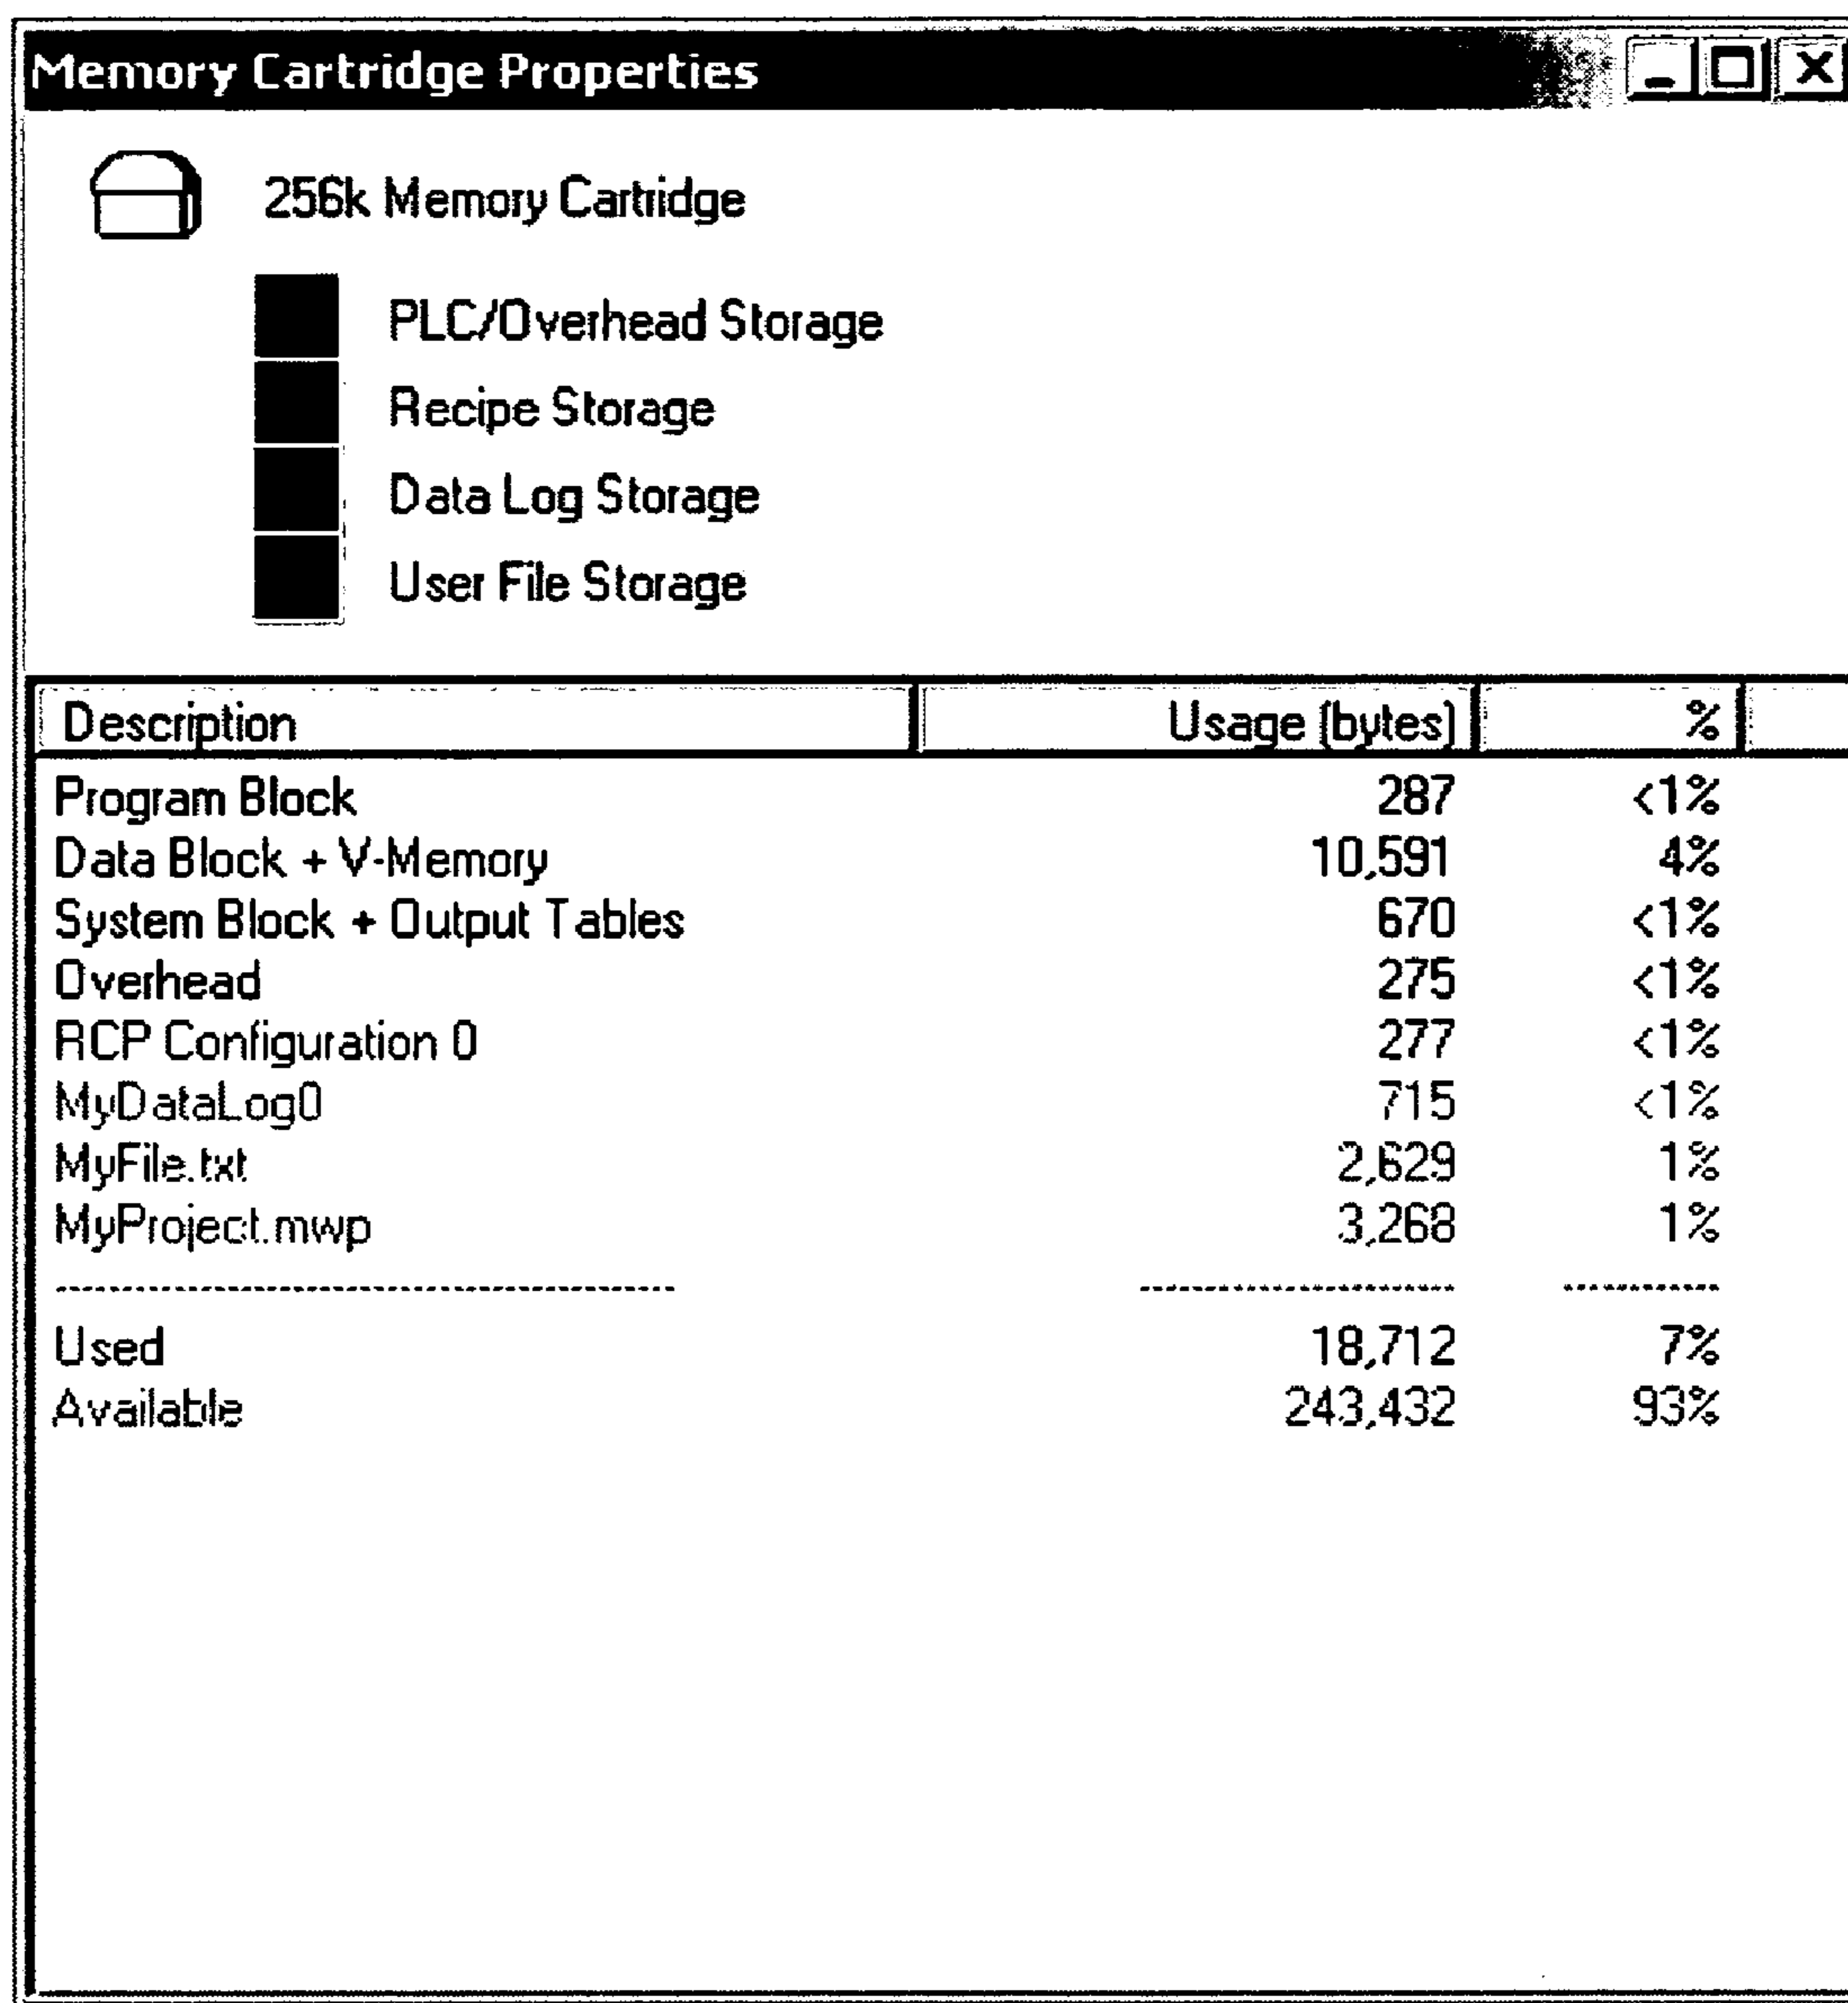 Memory Cartridge Properties
256k Memory Cartridge
PLC/Overhead Storage
Recipe Storage
Data Log Storage
User File Storage
Description Usage (bytes) %
Program Block 287 <1%
Data Block + V-Memory 10,591 4%
System Block + Output Tables 670 <1%
Overhead 275 <1%
RCP Configuration 0 277 <1%
MyDataLog0 715 <1%
MyFile.txt 2,629 1%
MyProject.mwp 3,268 1%
Used 18,712 7%
Available 243,432 93%